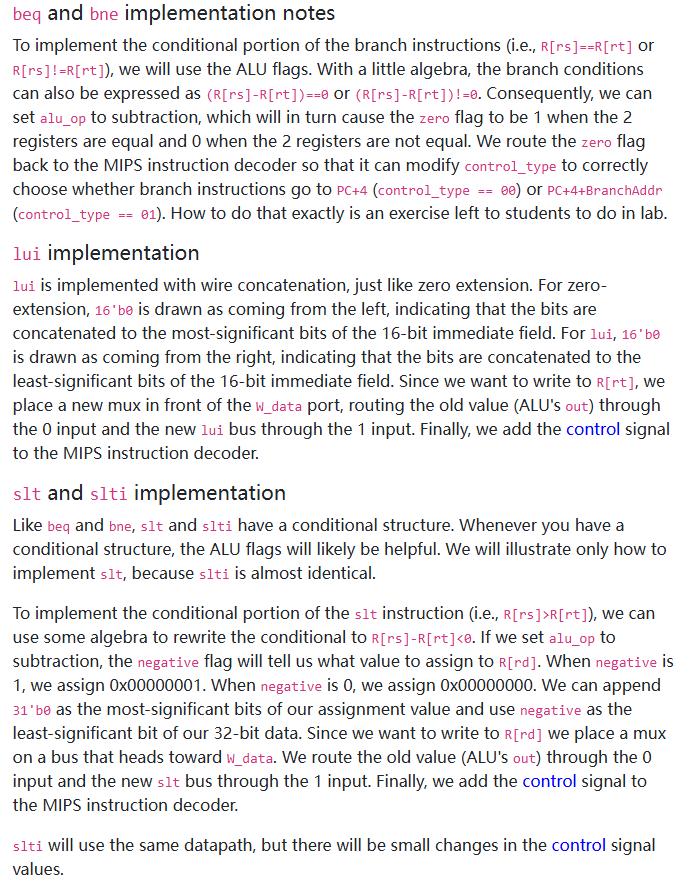 beq and bne implementation notes
To implement the conditional portion of the branch instructions (i.e., R[rs]==R[rt] or
R[rs]!=R[rt]), we will use the ALU flags. With a little algebra, the branch conditions
can also be expressed as (R[rs]-R[rt])==0 or (R[rs]-R[rt])!=0. Consequently, we can
set alu_op to subtraction, which will in turn cause the zero flag to be 1 when the 2
registers are equal and 0 when the 2 registers are not equal. We route the zero flag
back to the MIPS instruction decoder so that it can modify control_type to correctly
choose whether branch instructions go to PC+4 (control_type == 00) or PC+4+BranchAddr
(control_type == 01). How to do that exactly is an exercise left to students to do in lab.
lui implementation
lui is implemented with wire concatenation, just like zero extension. For zero-
extension, 16'b0 is drawn as coming from the left, indicating that the bits are
concatenated to the most-significant bits of the 16-bit immediate field. For lui, 16'b0
is drawn as coming from the right, indicating that the bits are concatenated to the
least-significant bits of the 16-bit immediate field. Since we want to write to R[rt], we
place a new mux in front of the W_data port, routing the old value (ALU's out) through
the 0 input and the new lui bus through the 1 input. Finally, we add the control signal
to the MIPS instruction decoder.
slt and slti implementation
Like beq and bne, slt and slti have a conditional structure. Whenever you have a
conditional structure, the ALU flags will likely be helpful. We will illustrate only how to
implement slt, because slti is almost identical.
To implement the conditional portion of the slt instruction (i.e., R[rs]>R[rt]), we can
use some algebra to rewrite the conditional to R[rs]-R[rt]<0. If we set alu_op to
subtraction, the negative flag will tell us what value to assign to R[rd]. When negative is
1, we assign 0x00000001. When negative is 0, we assign 0x00000000. We can append
31'b0 as the most-significant bits of our assignment value and use negative as the
least-significant bit of our 32-bit data. Since we want to write to R[rd] we place a mux
on a bus that heads toward W_data. We route the old value (ALU's out) through the 0
input and the new slt bus through the 1 input. Finally, we add the control signal to
the MIPS instruction decoder.
slti will use the same datapath, but there will be small changes in the control signal
values.